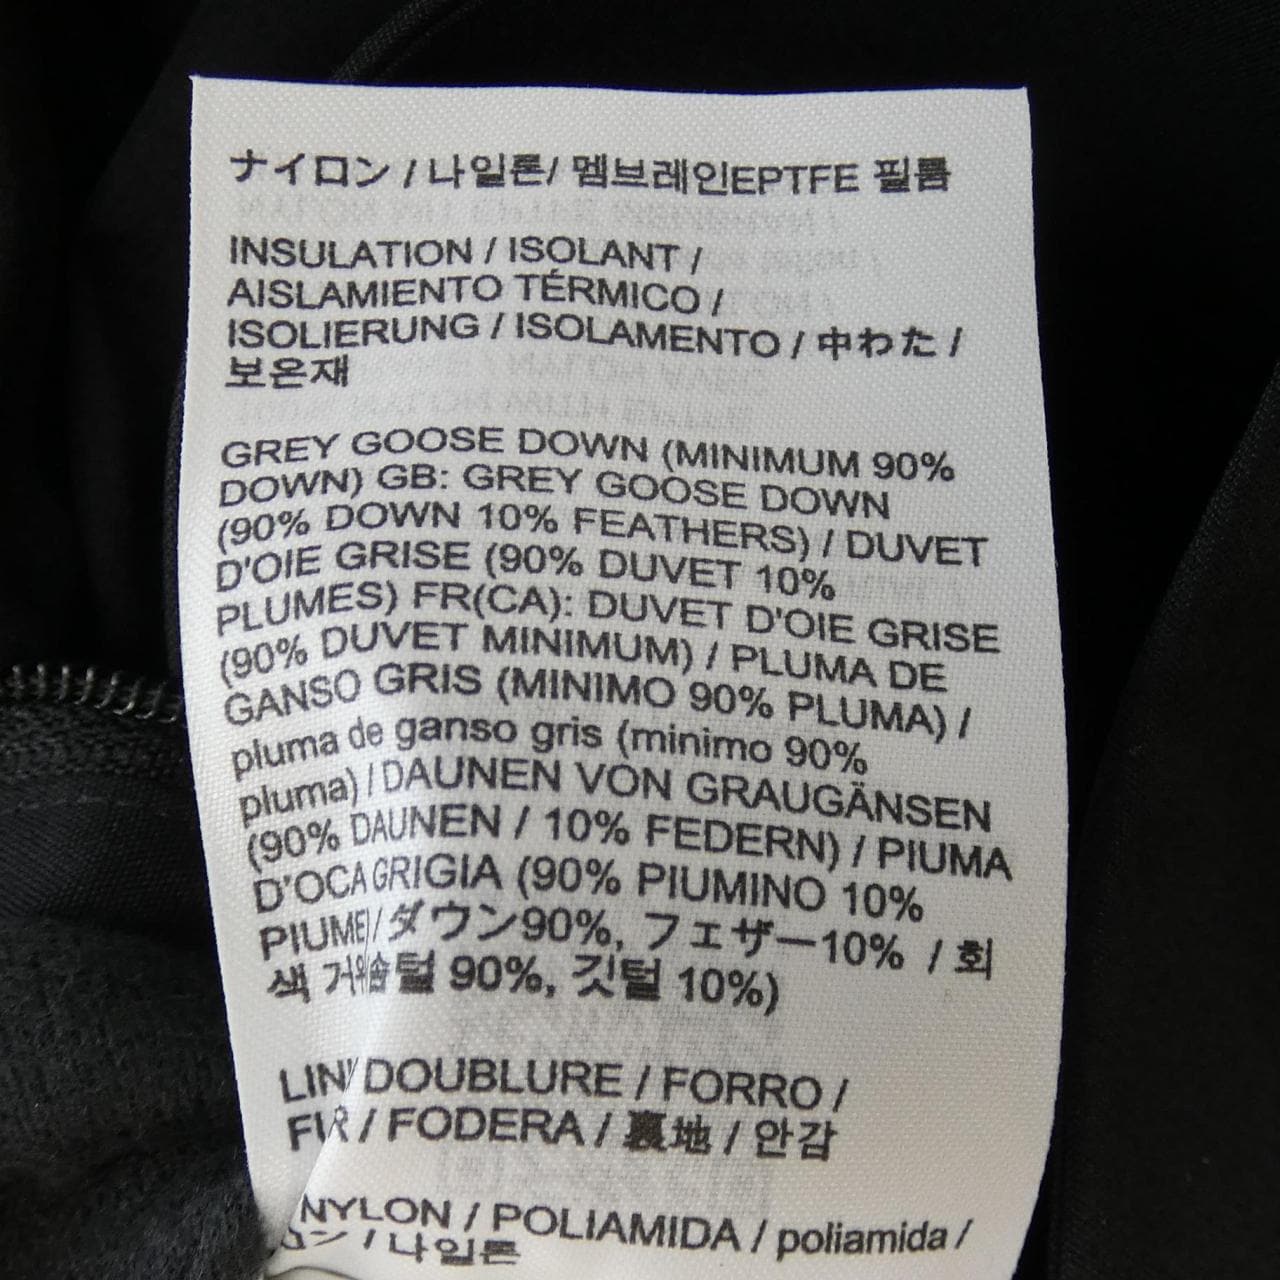 ナイロン / 나일론/ 멤브레인EPTFE 필름
INSULATION / ISOLANT /
AISLAMIENTO TÉRMICO /
ISOLIERUNG / ISOLAMENTO / 中わた /
보온재
GREY GOOSE DOWN (MINIMUM 90%
DOWN) GB: GREY GOOSE DOWN
(90% DOWN 10% FEATHERS) / DUVET
D'OIE GRISE (90% DUVET 10%
PLUMES) FR(CA): DUVET D'OIE GRISE
(90% DUVET MINIMUM) / PLUMA DE
GANSO GRIS (MINIMO 90% PLUMA) /
pluma de ganso gris (minimo 90%
pluma) / DAUNEN VON GRAUGÄNSEN
(90% DAUNEN / 10% FEDERN) / PIUMA
D'OCA GRIGIA (90% PIUMINO 10%
PIUME/ダウン90%, フェザー10% / 회
색 거위솜털 90%, 깃털 10%)
DOUBLURE / FORRO /
/ FODERA / 裏地 / 안감
NYLON / POLIAMIDA / poliamida /
/ 나일론